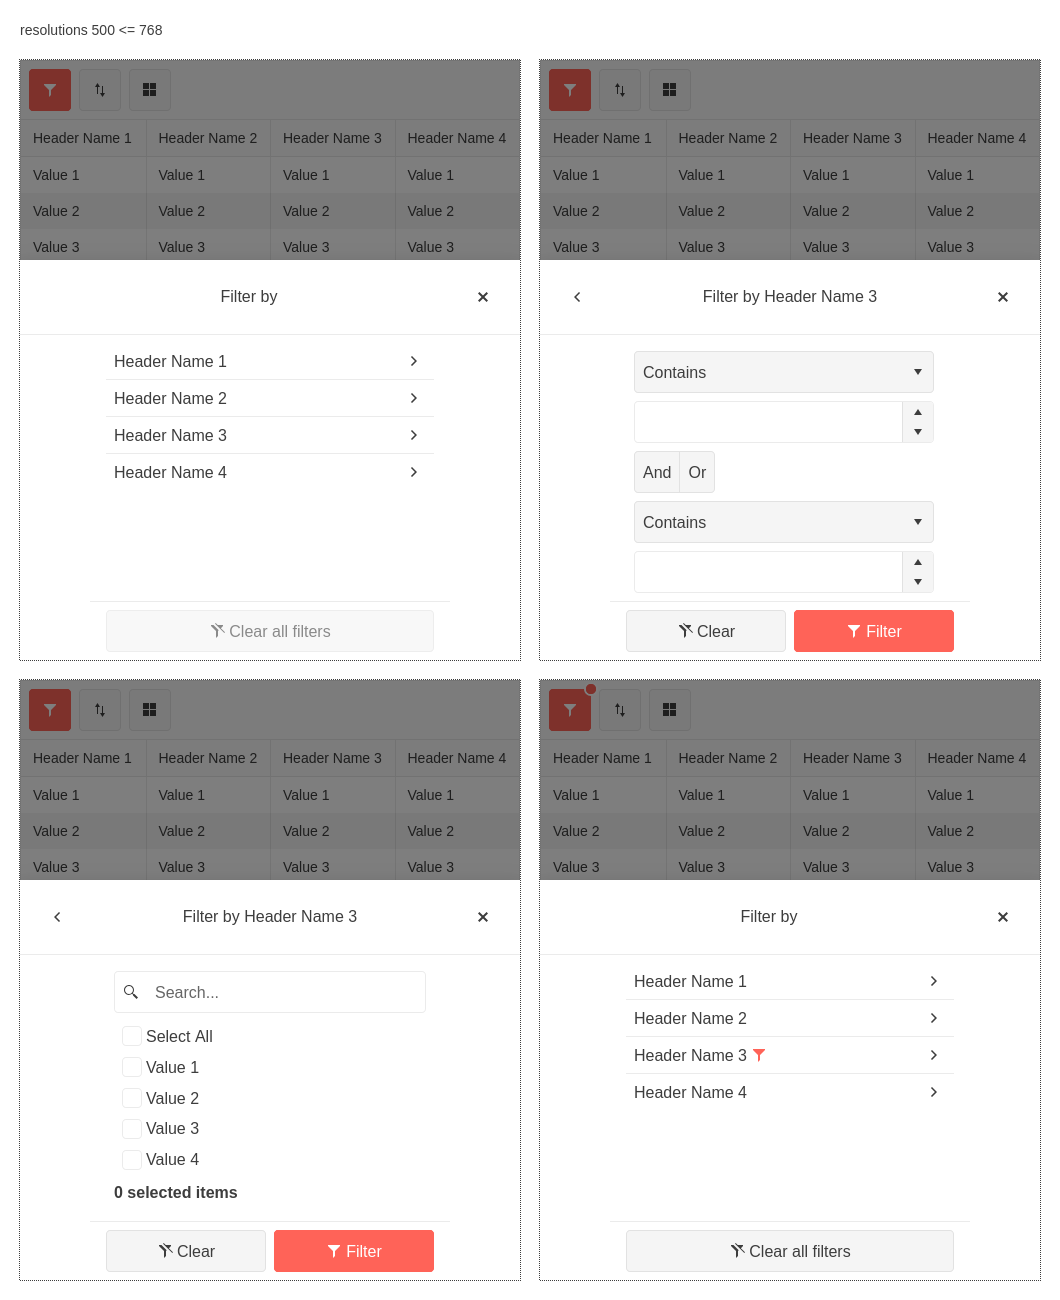 resolutions 500 <= 768
Header Name 1 Header Name 2 Header Name 3 Header Name 4
Value 1 Value 1 Value 1 Value 1
Value 2 Value 2 Value 2 Value 2
Value 3 Value 3 Value 3 Value 3
Filter by
Header Name 1
Header Name 2
Header Name 3
Header Name 4
Clear all filters
Header Name 1 Header Name 2 Header Name 3 Header Name 4
Value 1 Value 1 Value 1 Value 1
Value 2 Value 2 Value 2 Value 2
Value 3 Value 3 Value 3 Value 3
Filter by Header Name 3
Contains
And Or
Contains
Clear Filter
Header Name 1 Header Name 2 Header Name 3 Header Name 4
Value 1 Value 1 Value 1 Value 1
Value 2 Value 2 Value 2 Value 2
Value 3 Value 3 Value 3 Value 3
Filter by Header Name 3
Search...
Select All
Value 1
Value 2
Value 3
Value 4
0 selected items
Clear Filter
Header Name 1 Header Name 2 Header Name 3 Header Name 4
Value 1 Value 1 Value 1 Value 1
Value 2 Value 2 Value 2 Value 2
Value 3 Value 3 Value 3 Value 3
Filter by
Header Name 1
Header Name 2
Header Name 3
Header Name 4
Clear all filters